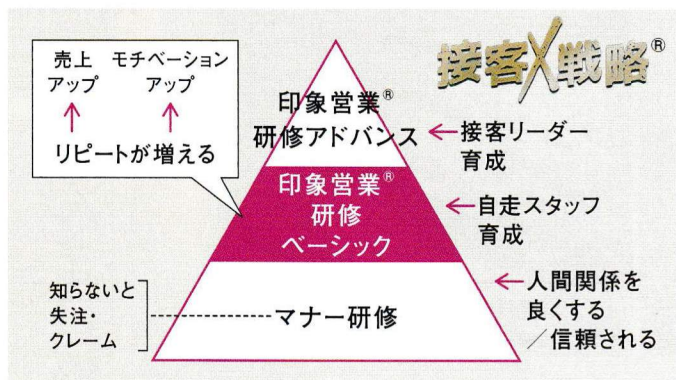 接客X戦略®
売上 モチベーション
アップ アップ
↑ ↑
リピートが増える
印象営業®
研修アドバンス
←接客リーダー
育成
印象営業®
研修
ベーシック
←自走スタッフ
育成
知らないと
失注・
クレーム
マナー研修
←人間関係を
良くする
/信頼される